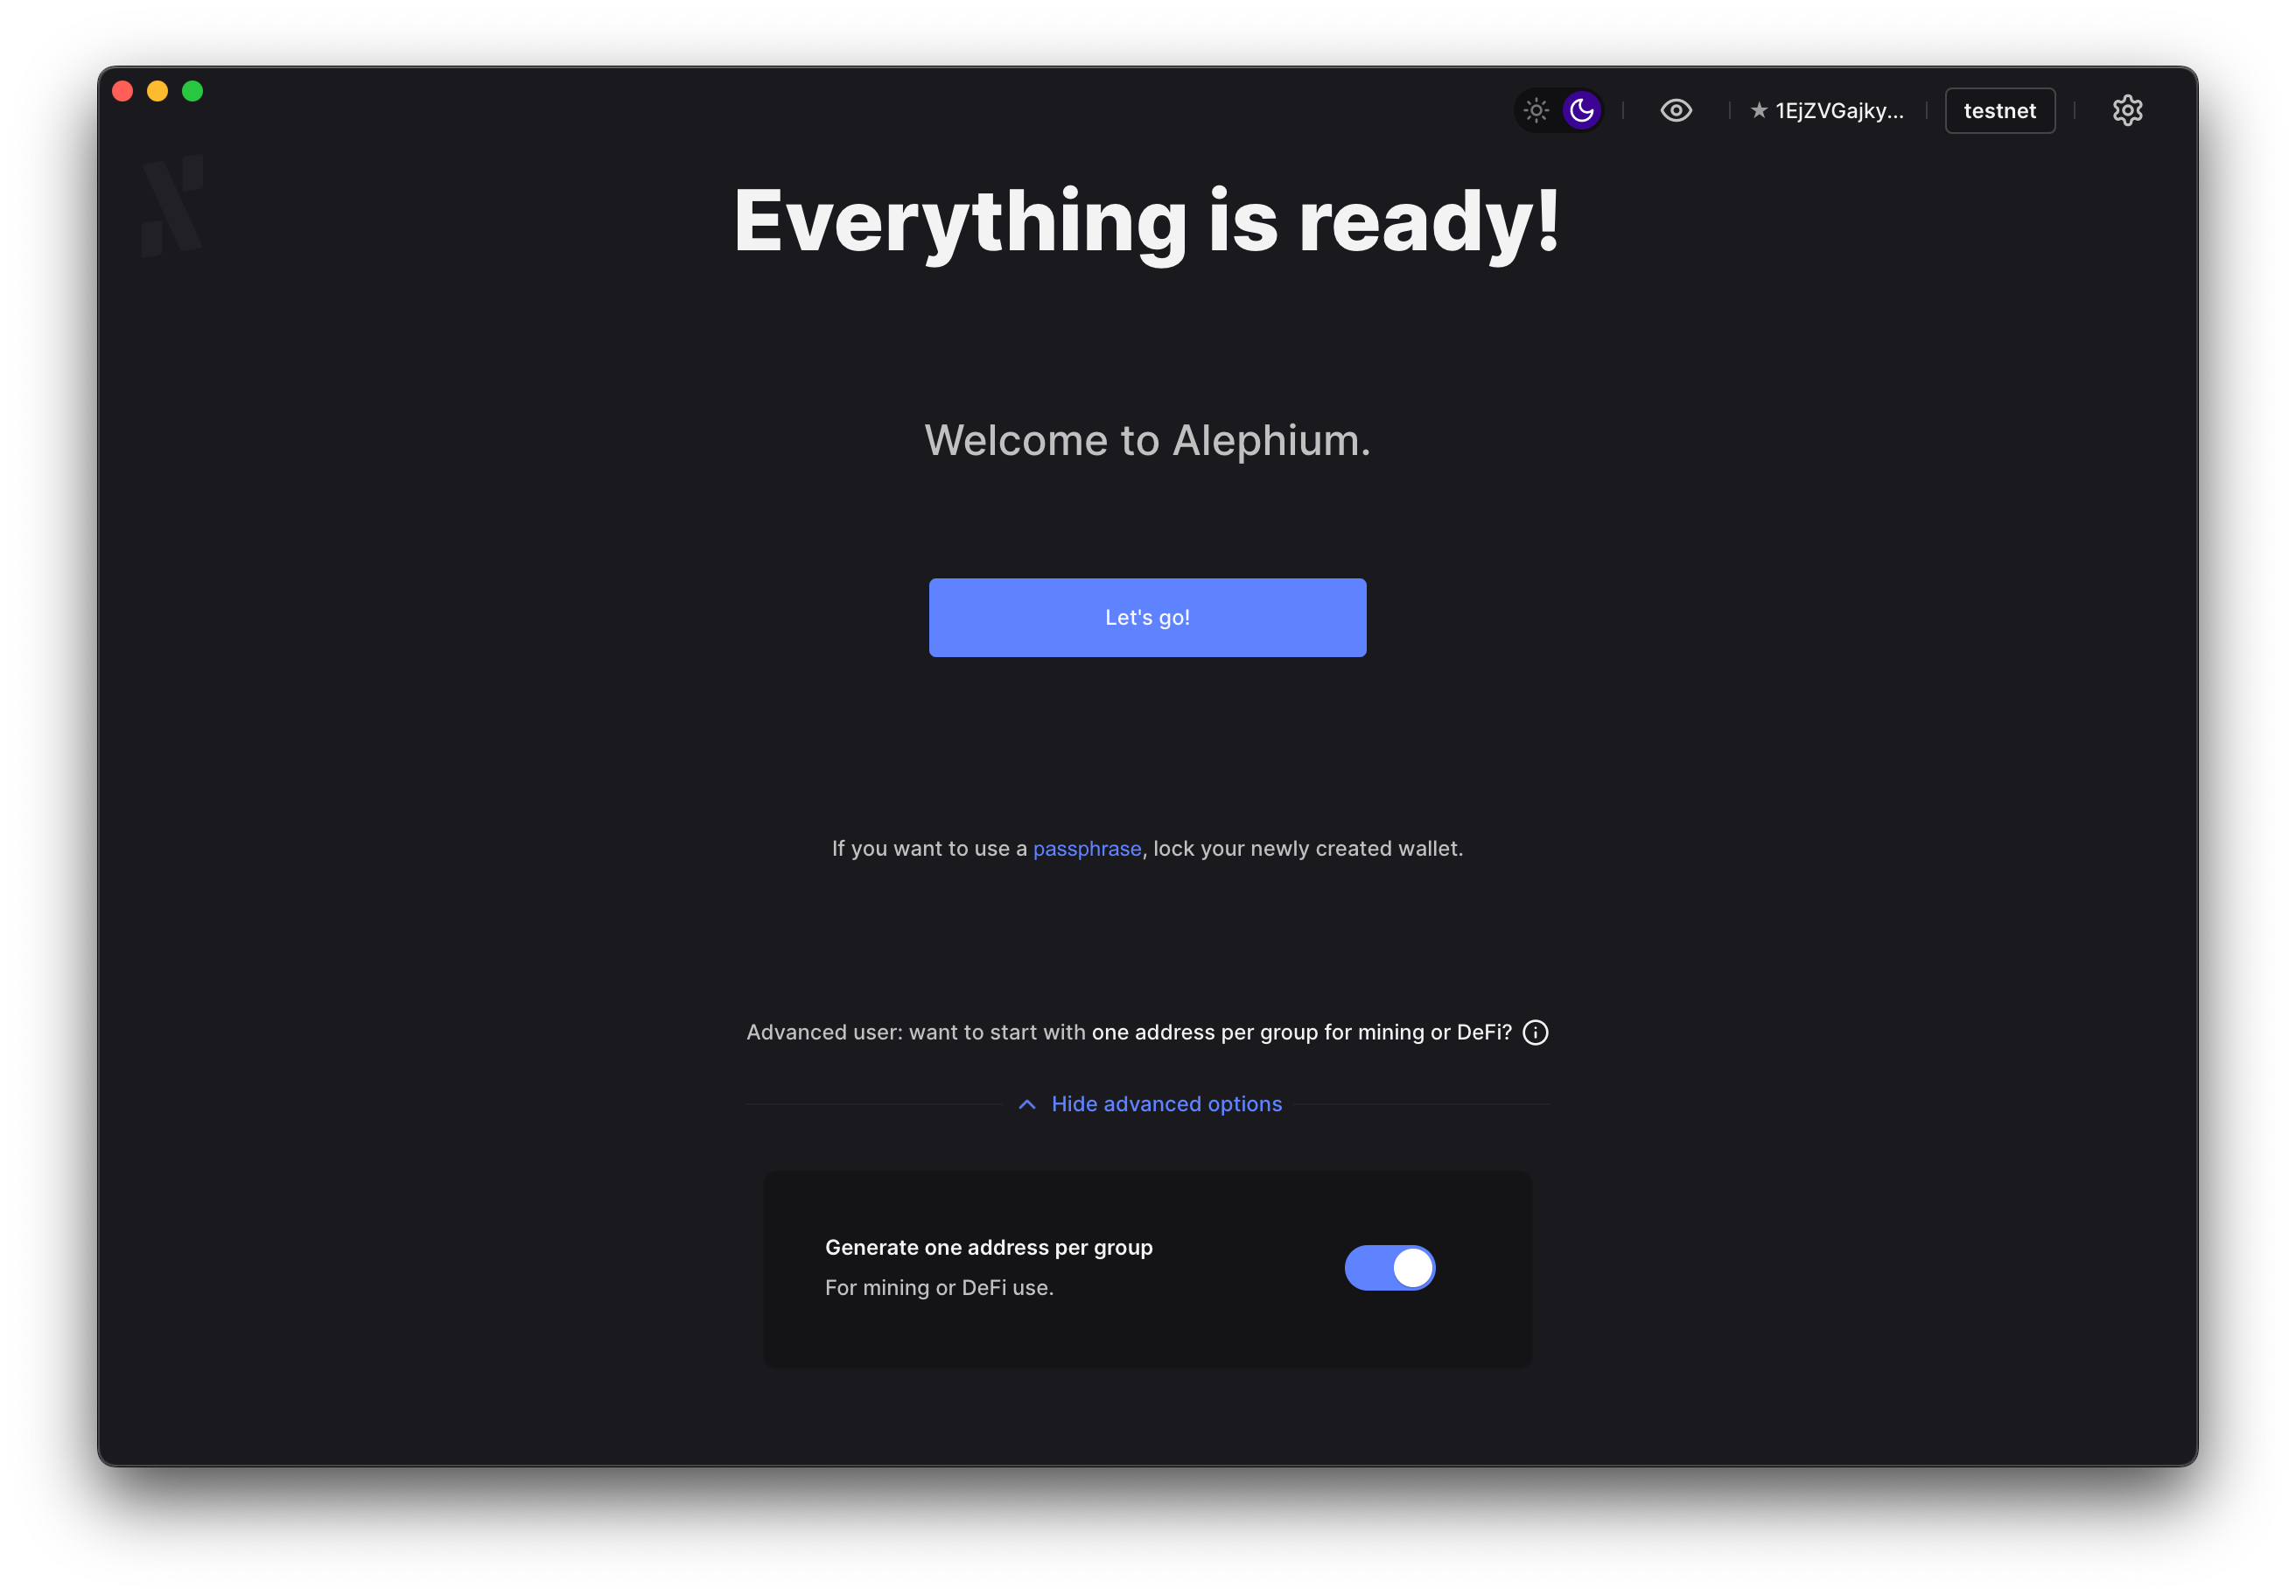 ★ 1EjZVGajky...
testnet
Everything is ready!
Welcome to Alephium.
Let's go!
If you want to use a passphrase, lock your newly created wallet.
Advanced user: want to start with one address per group for mining or DeFi?
Hide advanced options
Generate one address per group
For mining or DeFi use.